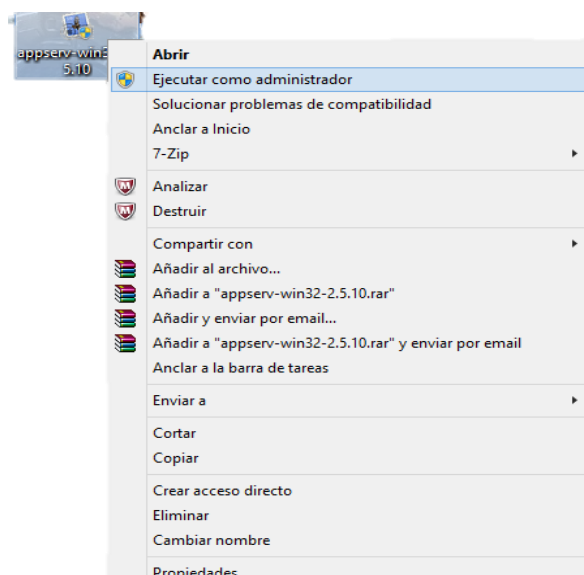 appserv-win3
5.10
Abrir
Ejecutar como administrador
Solucionar problemas de compatibilidad
Anclar a Inicio
7-Zip
Analizar
Destruir
Compartir con
Añadir al archivo...
Añadir a "appserv-win32-2.5.10.rar"
Añadir y enviar por email...
Añadir a "appserv-win32-2.5.10.rar" y enviar por email
Anclar a la barra de tareas
Enviar a
Cortar
Copiar
Crear acceso directo
Eliminar
Cambiar nombre
Propiedades